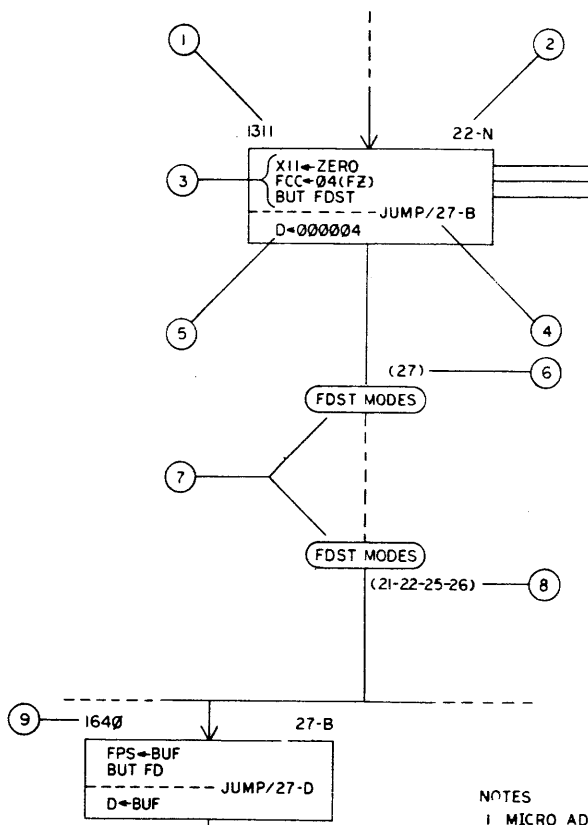 1
2
1311
22-N
3
X11←ZERO
FCC←Ø4(FZ)
BUT FDST
JUMP/27-B
D←ØØØØØ4
5
4
(27)
6
FDST MODES
7
FDST MODES
(21-22-25-26)
8
9
164Ø
27-B
FPS←BUF
BUT FD
JUMP/27-D
D←BUF
NOTES
1 MICRO AD